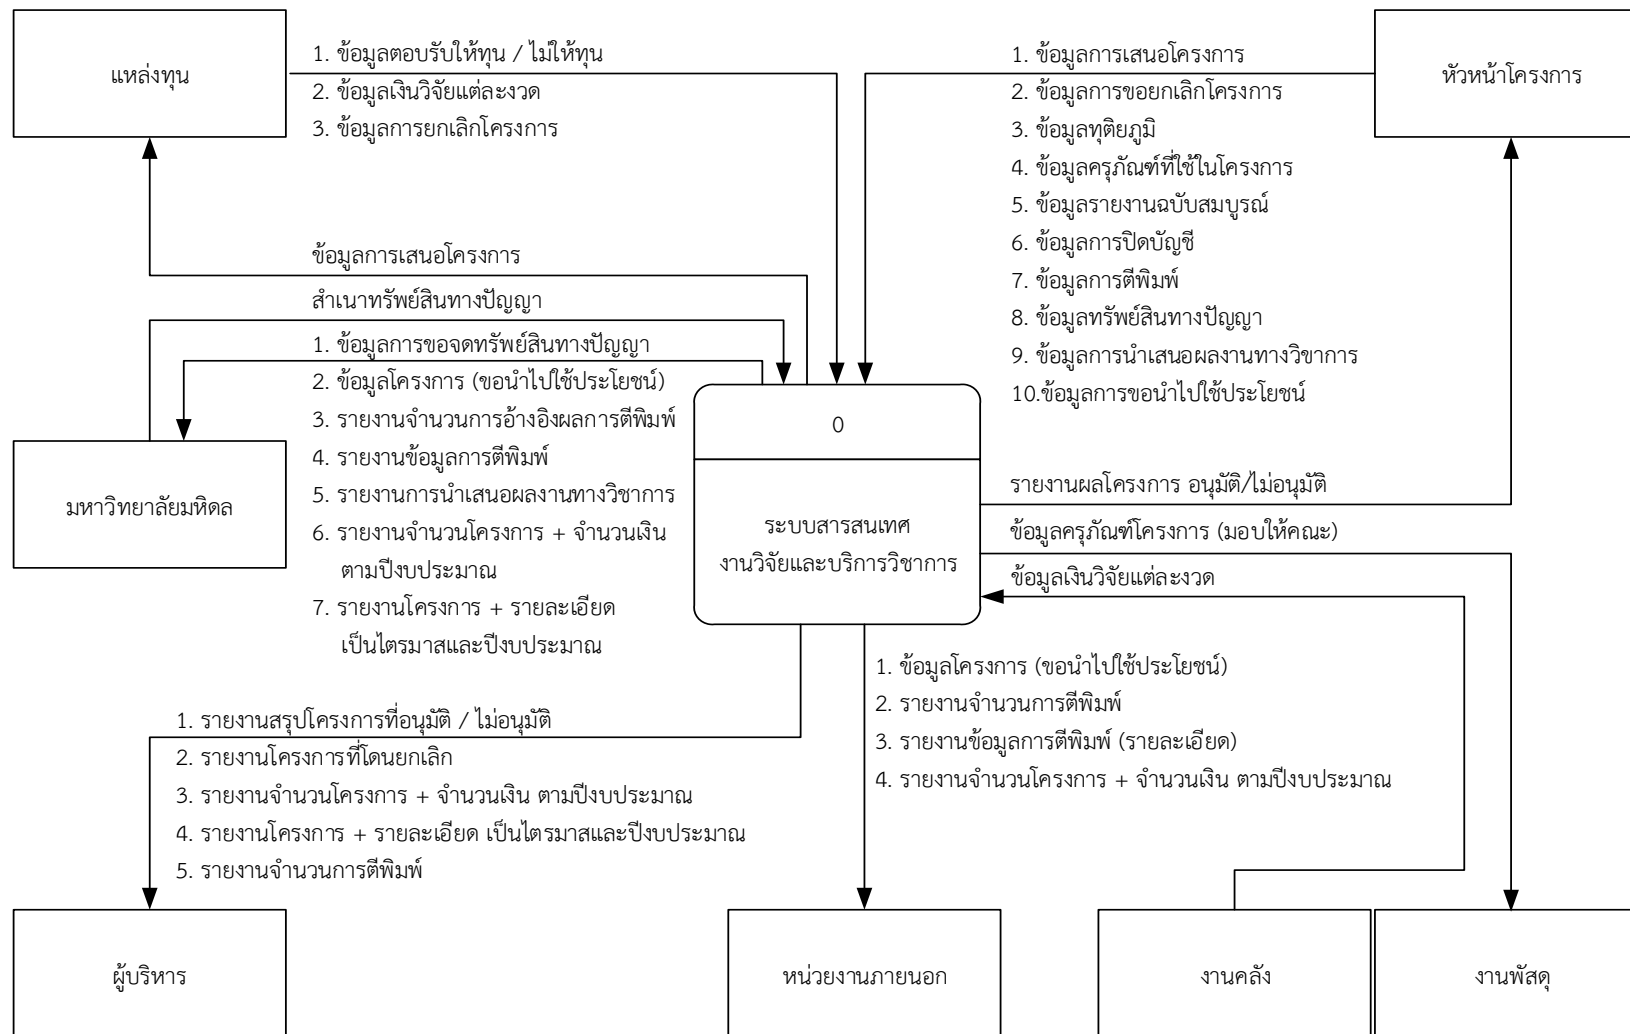 แหล่งทุน
1. ข้อมูลตอบรับให้ทุน / ไม่ให้ทุน
2. ข้อมูลเงินวิจัยแต่ละงวด
3. ข้อมูลการยกเลิกโครงการ
1. ข้อมูลการเสนอโครงการ
2. ข้อมูลการขอยกเลิกโครงการ
3. ข้อมูลทุติยภูมิ
4. ข้อมูลครุภัณฑ์ที่ใช้ในโครงการ
5. ข้อมูลรายงานฉบับสมบูรณ์
6. ข้อมูลการปิดบัญชี
7. ข้อมูลการตีพิมพ์
8. ข้อมูลทรัพย์สินทางปัญญา
9. ข้อมูลการนำเสนอผลงานทางวิขาการ
10.ข้อมูลการขอนำไปใช้ประโยชน์
หัวหน้าโครงการ
ข้อมูลการเสนอโครงการ
สำเนาทรัพย์สินทางปัญญา
1. ข้อมูลการขอจดทรัพย์สินทางปัญญา
2. ข้อมูลโครงการ (ขอนำไปใช้ประโยชน์)
3. รายงานจำนวนการอ้างอิงผลการตีพิมพ์
4. รายงานข้อมูลการตีพิมพ์
5. รายงานการนำเสนอผลงานทางวิชาการ
6. รายงานจำนวนโครงการ + จำนวนเงิน
ตามปีงบประมาณ
7. รายงานโครงการ + รายละเอียด
เป็นไตรมาสและปีงบประมาณ
มหาวิทยาลัยมหิดล
0
ระบบสารสนเทศ
งานวิจัยและบริการวิชาการ
รายงานผลโครงการ อนุมัติ/ไม่อนุมัติ
ข้อมูลครุภัณฑ์โครงการ (มอบให้คณะ)
ข้อมูลเงินวิจัยแต่ละงวด
1. รายงานสรุปโครงการที่อนุมัติ / ไม่อนุมัติ
2. รายงานโครงการที่โดนยกเลิก
3. รายงานจำนวนโครงการ + จำนวนเงิน ตามปีงบประมาณ
4. รายงานโครงการ + รายละเอียด เป็นไตรมาสและปีงบประมาณ
5. รายงานจำนวนการตีพิมพ์
1. ข้อมูลโครงการ (ขอนำไปใช้ประโยชน์)
2. รายงานจำนวนการตีพิมพ์
3. รายงานข้อมูลการตีพิมพ์ (รายละเอียด)
4. รายงานจำนวนโครงการ + จำนวนเงิน ตามปีงบประมาณ
ผู้บริหาร
หน่วยงานภายนอก
งานคลัง
งานพัสดุ